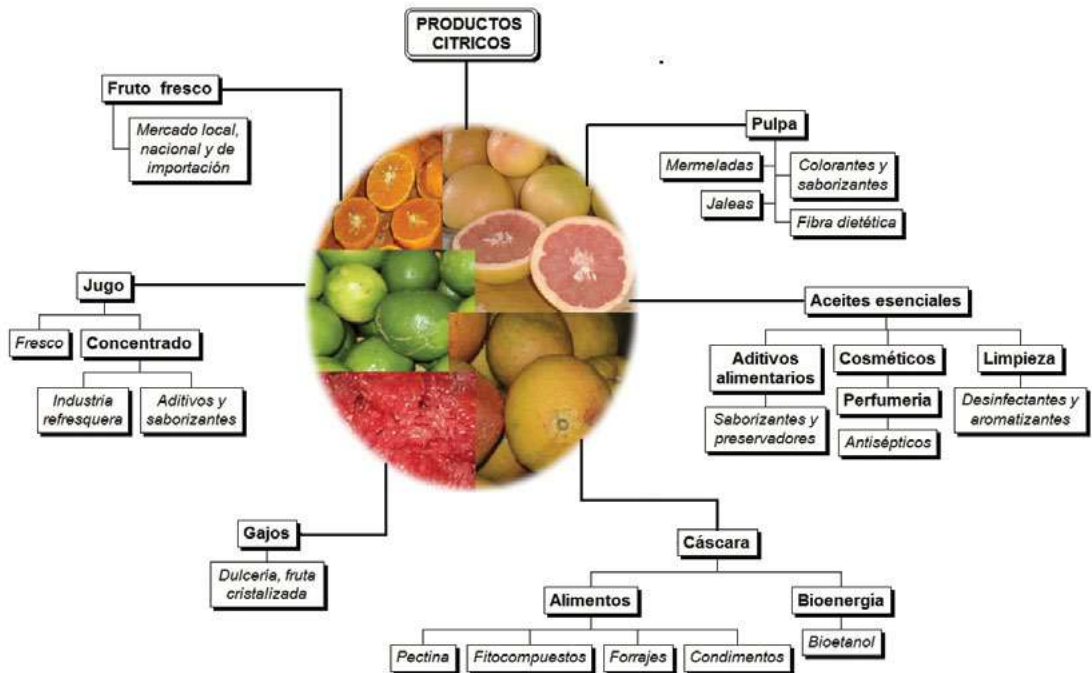 PRODUCTOS
CITRICOS
Fruto fresco
Mercado local,
nacional y de
importación
Pulpa
Mermeladas
Colorantes y
saborizantes
Jaleas
Fibra dietética
Jugo
Fresco
Concentrado
Industria
refresquera
Aditivos y
saborizantes
Aceites esenciales
Aditivos
alimentarios
Saborizantes y
preservadores
Cosméticos
Perfumeria
Antisépticos
Limpieza
Desinfectantes y
aromatizantes
Gajos
Dulcería, fruta
cristalizada
Cáscara
Alimentos
Bioenergia
Pectina
Fitocompuestos
Forrajes
Condimentos
Bioetanol